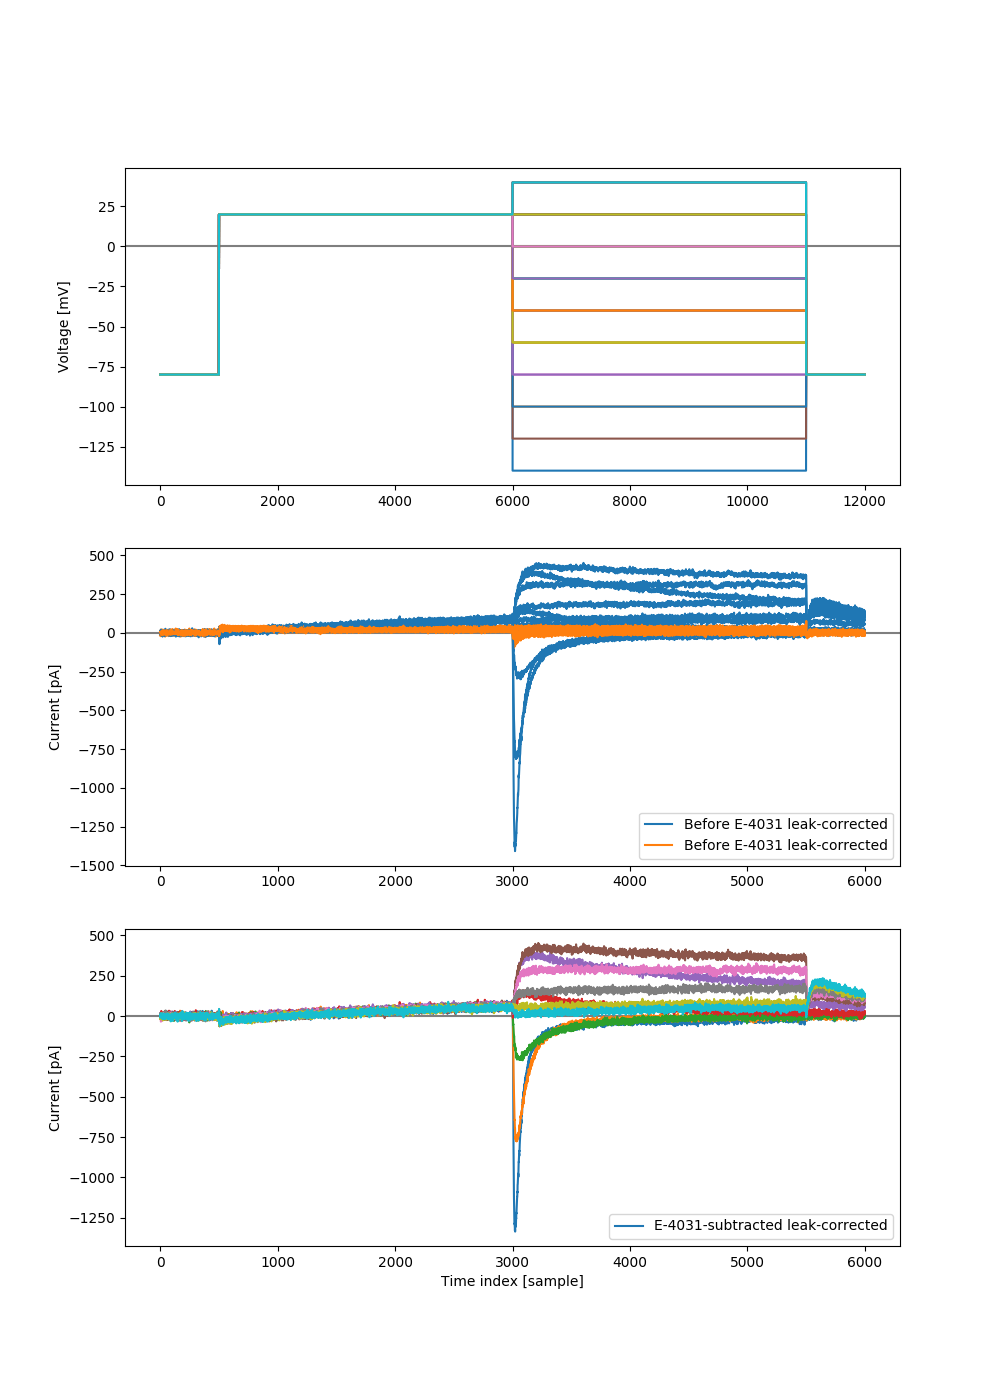 25
0
−25
−50
−75
−100
−125
Voltage [mV]
0 2000 4000 6000 8000 10000 12000
500
250
0
−250
−500
−750
−1000
−1250
−1500
Current [pA]
Before E-4031 leak-corrected
Before E-4031 leak-corrected
0 1000 2000 3000 4000 5000 6000
500
250
0
−250
−500
−750
−1000
−1250
Current [pA]
E-4031-subtracted leak-corrected
0 1000 2000 3000 4000 5000 6000
Time index [sample]